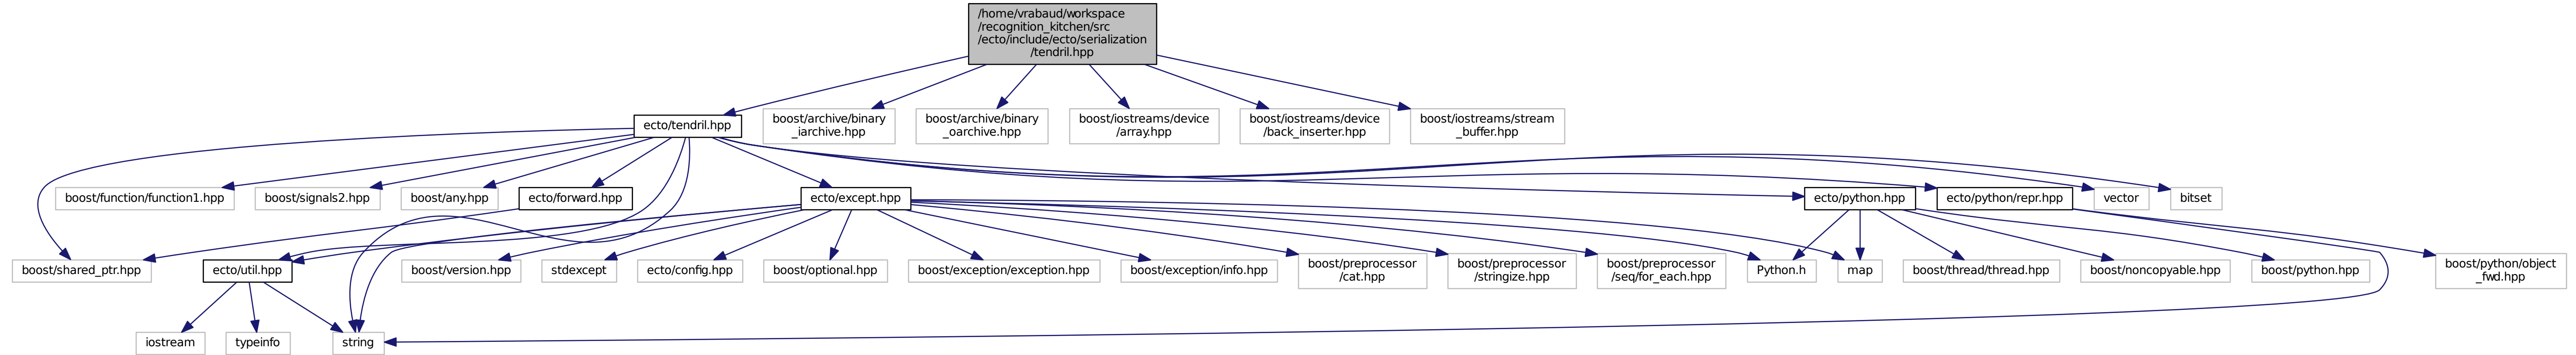 /home/vrabaud/workspace
/recognition_kitchen/src
/ecto/include/ecto/serialization
/tendril.hpp
ecto/tendril.hpp
boost/archive/binary
_iarchive.hpp
boost/archive/binary
_oarchive.hpp
boost/iostreams/device
/array.hpp
boost/iostreams/device
/back_inserter.hpp
boost/iostreams/stream
_buffer.hpp
boost/function/function1.hpp
boost/signals2.hpp
boost/any.hpp
ecto/forward.hpp
ecto/except.hpp
ecto/python.hpp
ecto/python/repr.hpp
vector
bitset
boost/shared_ptr.hpp
ecto/util.hpp
boost/version.hpp
stdexcept
ecto/config.hpp
boost/optional.hpp
boost/exception/exception.hpp
boost/exception/info.hpp
boost/preprocessor
/cat.hpp
boost/preprocessor
/stringize.hpp
boost/preprocessor
/seq/for_each.hpp
Python.h
map
boost/thread/thread.hpp
boost/noncopyable.hpp
boost/python.hpp
boost/python/object
_fwd.hpp
iostream
typeinfo
string